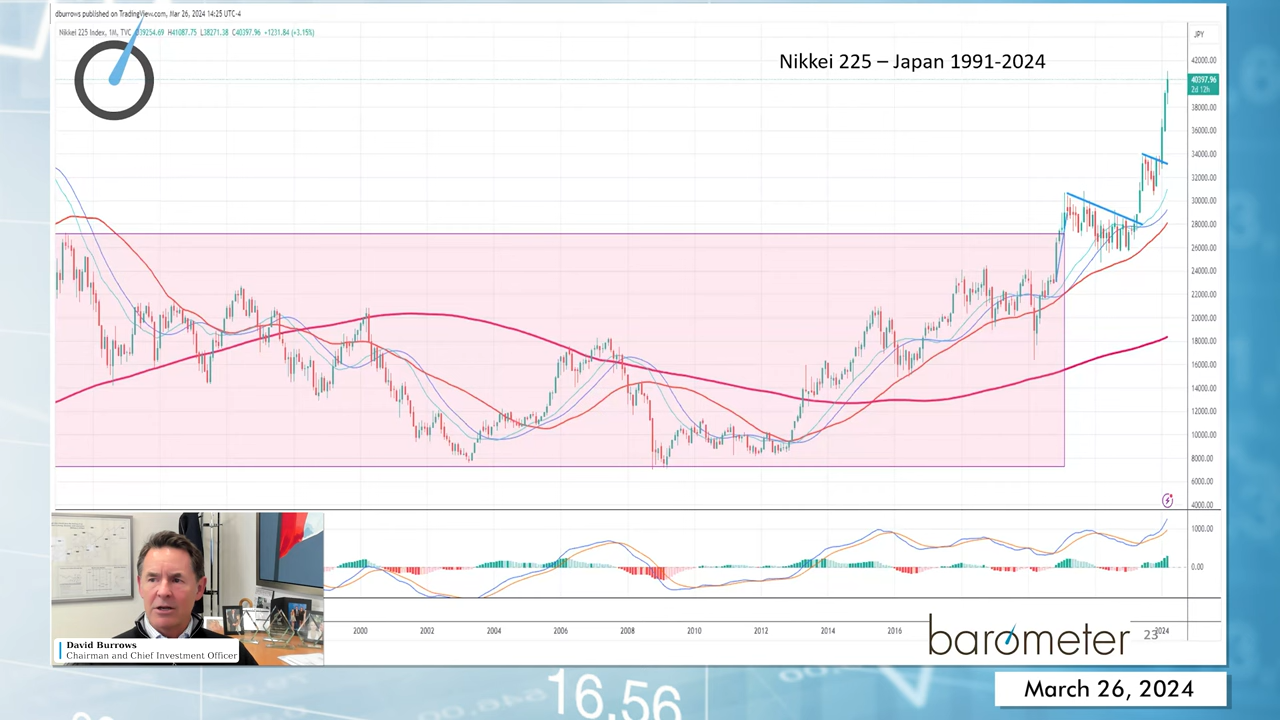 dburrows published on TradingView.com, Mar 26, 2024 14:25 UTC-4
Nikkei 225 Index, 1M, TVC O39254.69 H41087.75 L38271.38 C40397.96 +1231.84 (+3.15%)
JPY
Nikkei 225 – Japan 1991-2024
42000.00
40397.96
2d 12h
38000.00
36000.00
34000.00
32000.00
30000.00
28000.00
26000.00
24000.00
22000.00
20000.00
18000.00
16000.00
14000.00
12000.00
10000.00
8000.00
6000.00
4000.00
1000.00
0.00
2000 2002 2004 2006 2008 2010 2012 2014 2016 2024
barometer 23
David Burrows
Chairman and Chief Investment Officer
March 26, 2024
16,56